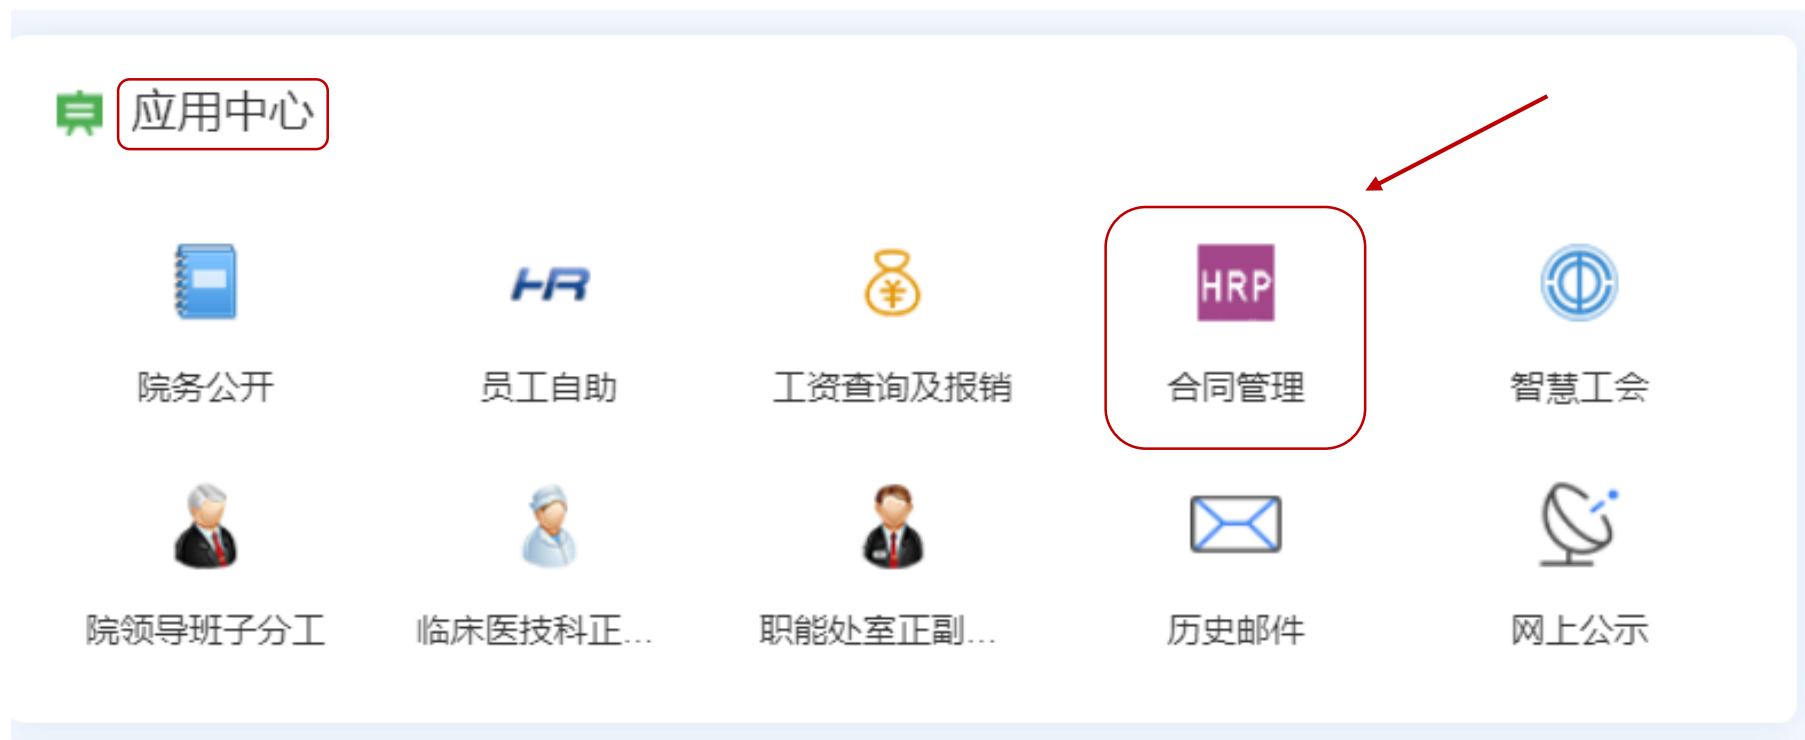 应用中心
HR
HRP
院务公开 员工自助 工资查询及报销 合同管理 智慧工会
院领导班子分工 临床医技科正... 职能处室正副... 历史邮件 网上公示